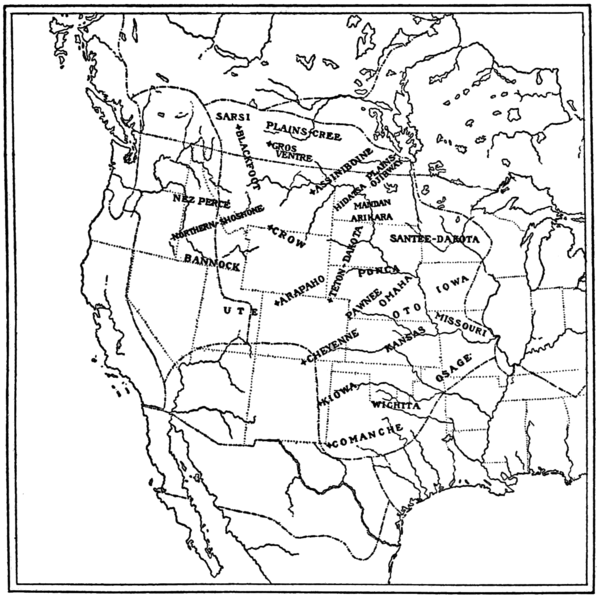 SARSI
PLAINS-CREE
+BLACKFOOT
+GROS
VENTRE
+ASSINIBOINE
PLAINS-
OJIBWAY
HIDATSA
NEZ PERCÉ
MANDAN
ARIKARA
NORTHERN-SHOSHONE
+CROW
SANTEE-DAKOTA
+TETON-DAKOTA
BANNOCK
PONCA
+ARAPAHO
PAWNEE
OMAHA
IOWA
UTE
OTO
MISSOURI
+CHEYENNE
KANSAS
OSAGE
+KIOWA
WICHITA
+COMANCHE